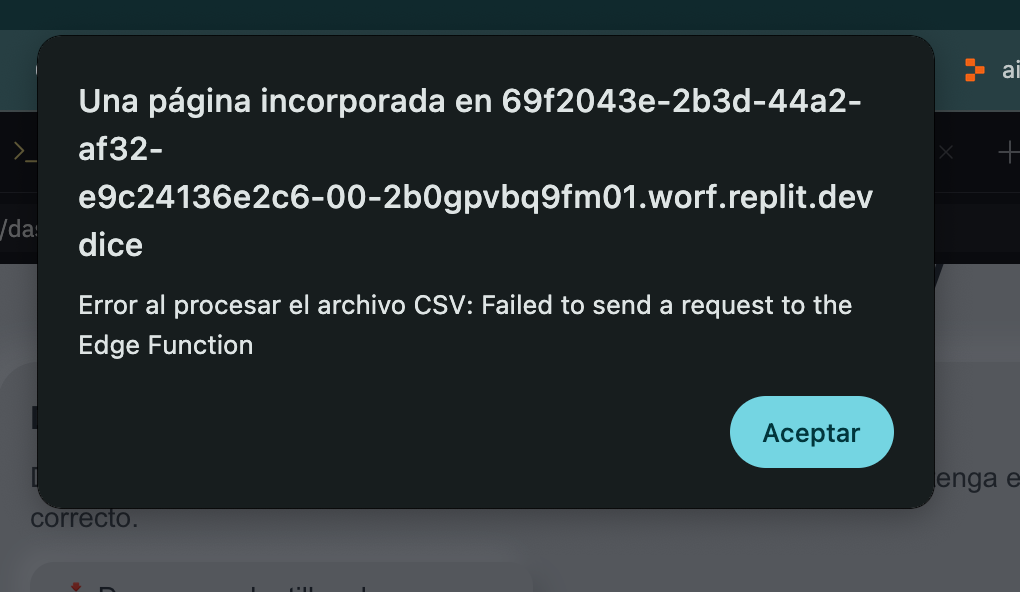 Una página incorporada en 69f2043e-2b3d-44a2-
af32-
e9c24136e2c6-00-2b0gpvbq9fm01.worf.replit.dev
dice
Error al procesar el archivo CSV: Failed to send a request to the
Edge Function
Aceptar
ai
>_
/das
enga e
correcto.